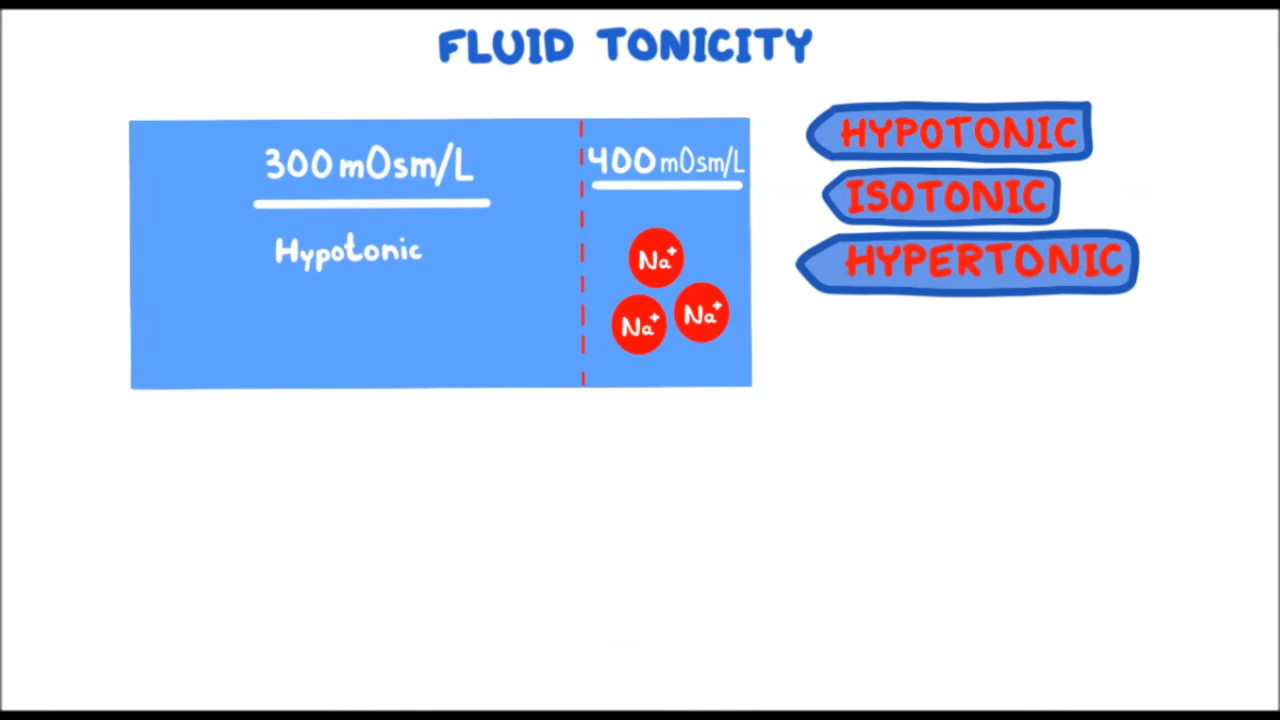 FLUID TONICITY
300 mOsm/L
400 mOsm/L
Hypotonic
Na+
Na+
Na+
HYPOTONIC
ISOTONIC
HYPERTONIC